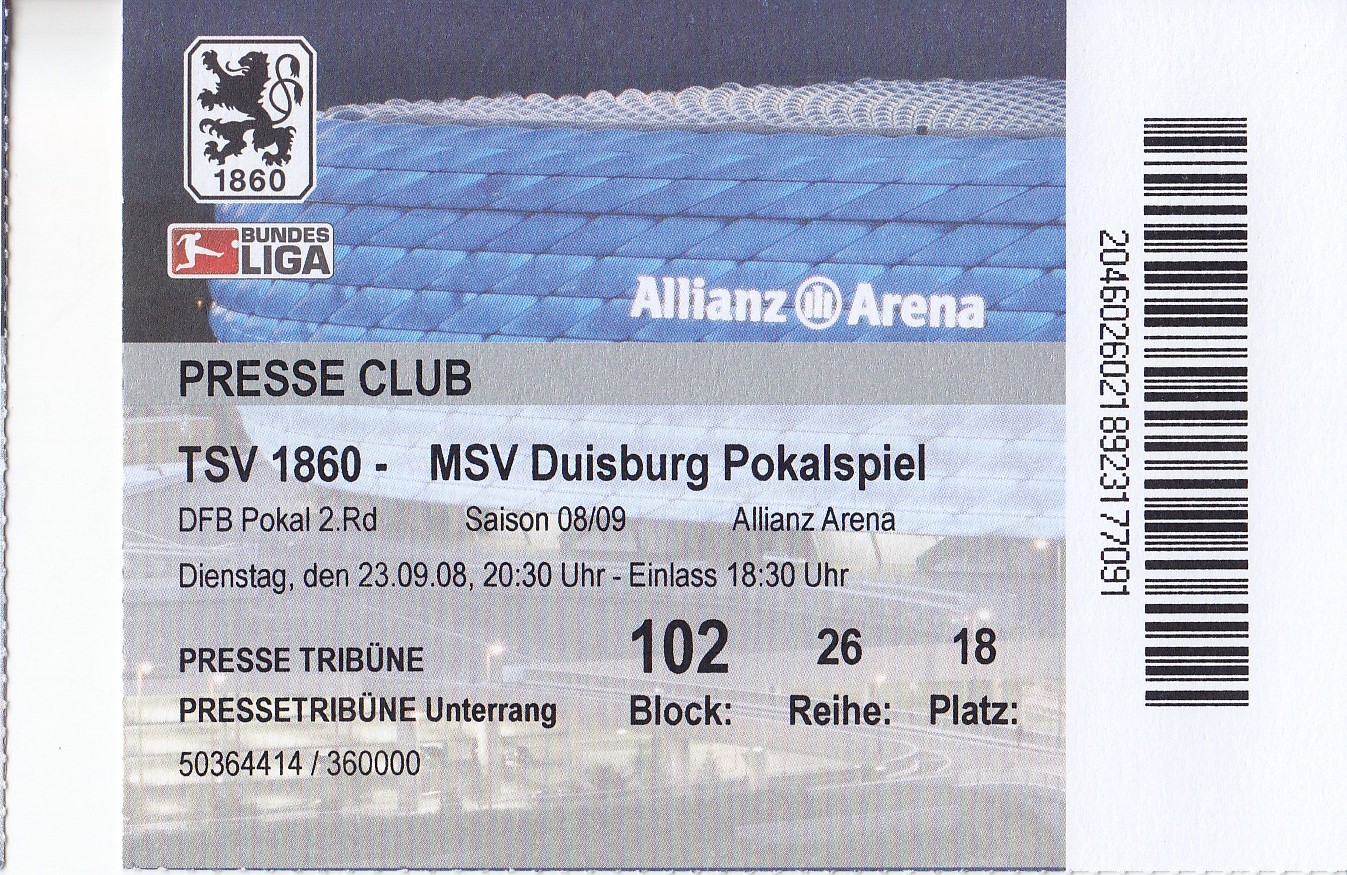 1860
BUNDES
LIGA
Allianz Arena
PRESSE CLUB
TSV 1860 - MSV Duisburg Pokalspiel
DFB Pokal 2.Rd Saison 08/09 Allianz Arena
Dienstag, den 23.09.08, 20:30 Uhr - Einlass 18:30 Uhr
PRESSE TRIBÜNE 102 26 18
PRESSETRIBÜNE Unterrang Block: Reihe: Platz:
50364414 / 360000
2046026021892317​7091